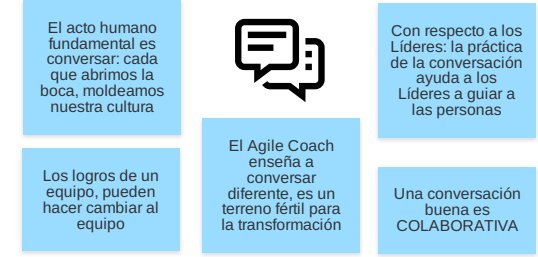 El acto humano
fundamental es
conversar: cada
que abrimos la
boca, moldeamos
nuestra cultura
Con respecto a los
Líderes: la práctica
de la conversación
ayuda a los
Líderes a guiar a
las personas
El Agile Coach
enseña a
conversar
diferente, es un
terreno fértil para
la transformación
Los logros de un
equipo, pueden
hacer cambiar al
equipo
Una conversación
buena es
COLABORATIVA